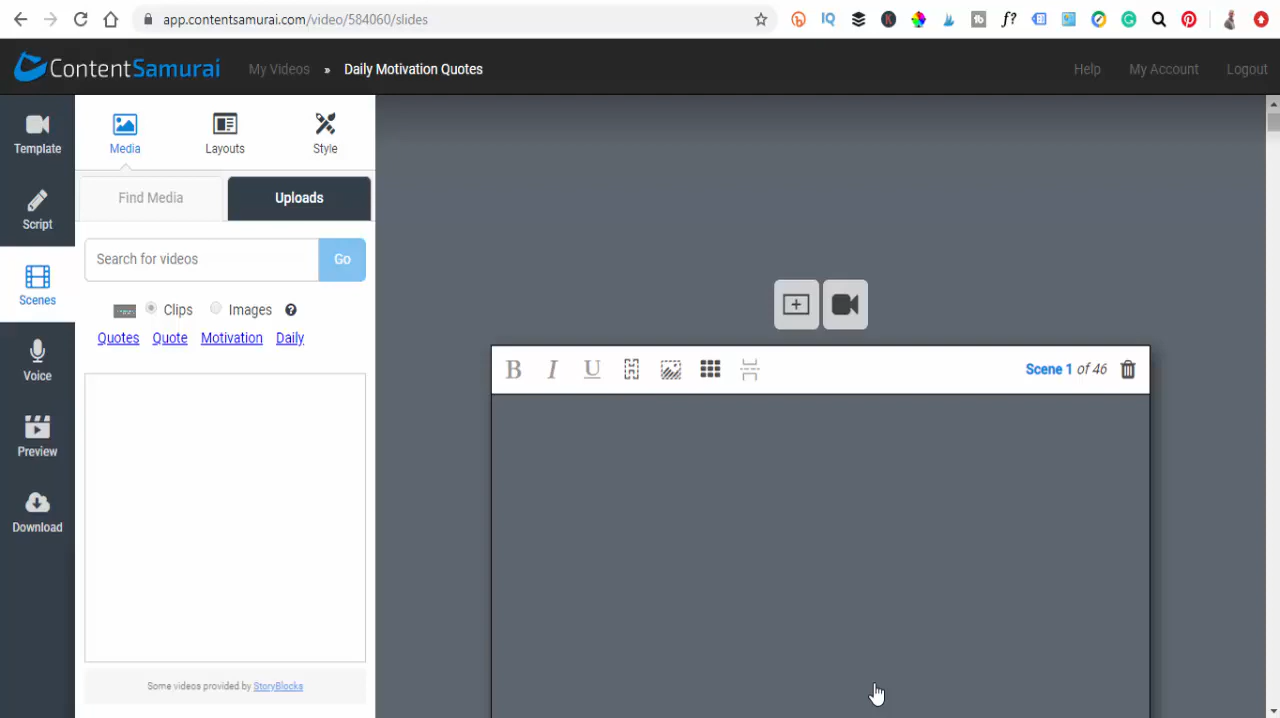 app.contentsamurai.com/video/584060/slides
IQ
K
f?
ContentSamurai
My Videos » Daily Motivation Quotes
Help
My Account
Logout
Template
Script
Scenes
Voice
Preview
Download
Media
Layouts
Style
Find Media
Uploads
Search for videos
Go
Clips
Images
Quotes
Quote
Motivation
Daily
Some videos provided by StoryBlocks
B I U
Scene 1 of 46